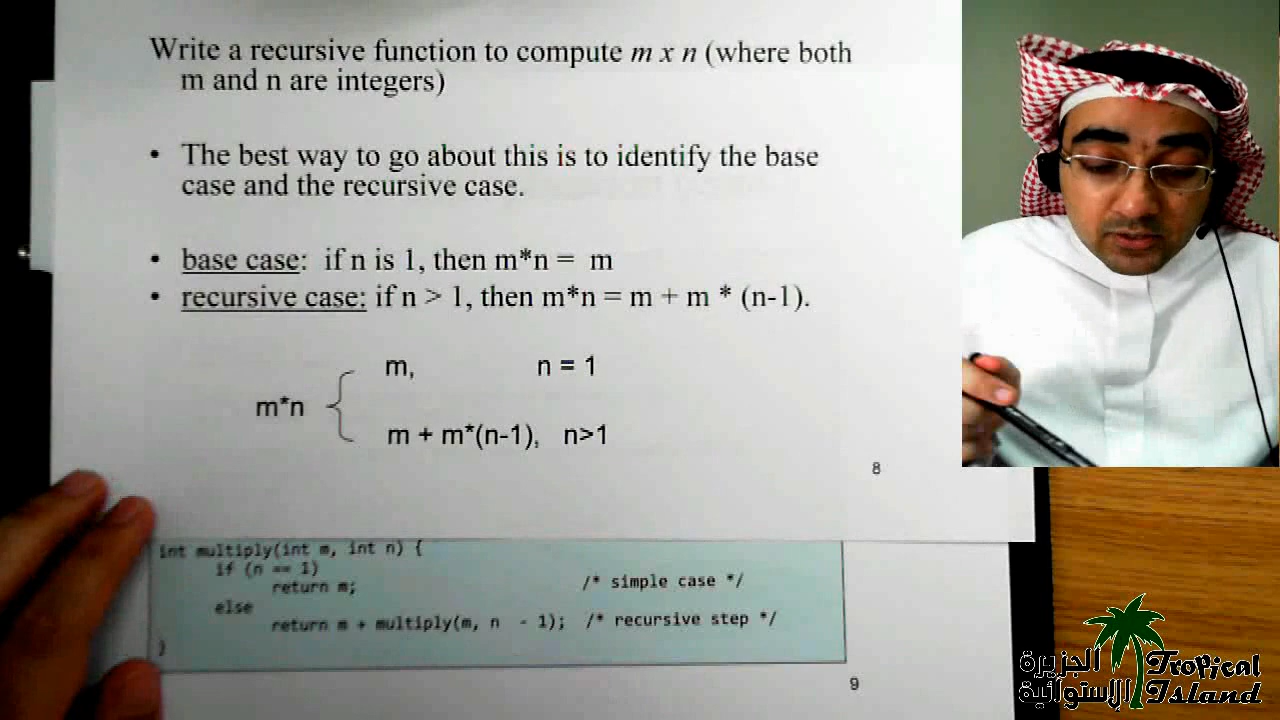 Write a recursive function to compute m x n (where both
m and n are integers)
• The best way to go about this is to identify the base
case and the recursive case.
• base case: if n is 1, then m*n = m
• recursive case: if n > 1, then m*n = m + m * (n-1).
m, n = 1
m*n {
m + m*(n-1), n>1
8
int multiply(int m, int n) {
if (n == 1)
return m; /* simple case */
else
return m + multiply(m, n - 1); /* recursive step */
}
9
الجزيرة
الإستوائية
Tropical
Island